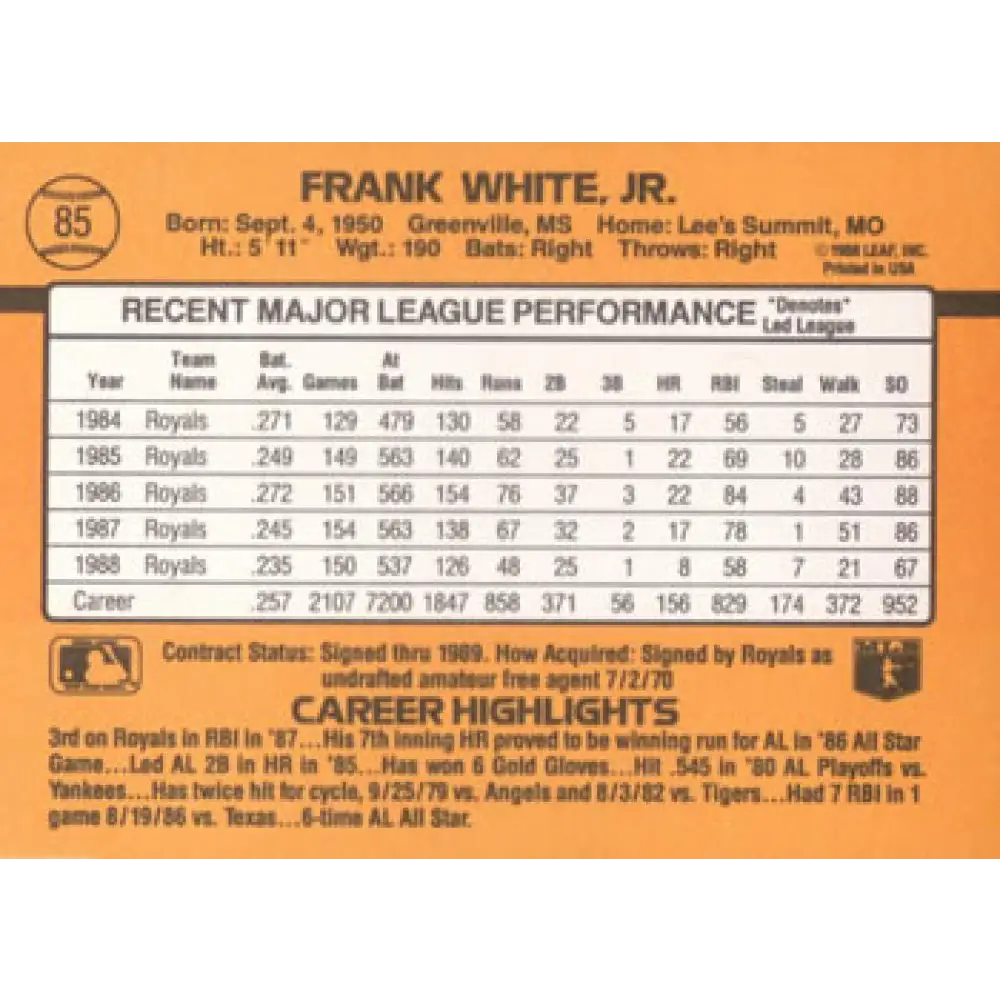 FRANK WHITE, JR.
85
Born: Sept. 4, 1950 Greenville, MS Home: Lee's Summit, MO
Ht.: 5' 11" Wgt.: 190 Bats: Right Throws: Right © 1988 LEAF, INC.
Printed in USA
RECENT MAJOR LEAGUE PERFORMANCE *Denotes*
Led League
Team Bat. At
Year Name Avg. Games Bat Hits Runs 2B 3B HR RBI Steal Walk SO
1984 Royals .271 129 479 130 58 22 5 17 56 5 27 73
1985 Royals .249 149 563 140 62 25 1 22 69 10 28 86
1986 Royals .272 151 566 154 76 37 3 22 84 4 43 88
1987 Royals .245 154 563 138 67 32 2 17 78 1 51 86
1988 Royals .235 150 537 126 48 25 1 8 58 7 21 67
Career .257 2107 7200 1847 858 371 56 156 829 174 372 952
Contract Status: Signed thru 1989. How Acquired: Signed by Royals as
undrafted amateur free agent 7/2/70
CAREER HIGHLIGHTS
3rd on Royals in RBI in '87...His 7th inning HR proved to be winning run for AL in '86 All Star
Game...Led AL 2B in HR in '85...Has won 6 Gold Gloves...Hit .545 in '80 AL Playoffs vs.
Yankees...Has twice hit for cycle, 9/25/79 vs. Angels and 8/3/82 vs. Tigers...Had 7 RBI in 1
game 8/19/86 vs. Texas...6-time AL All Star.